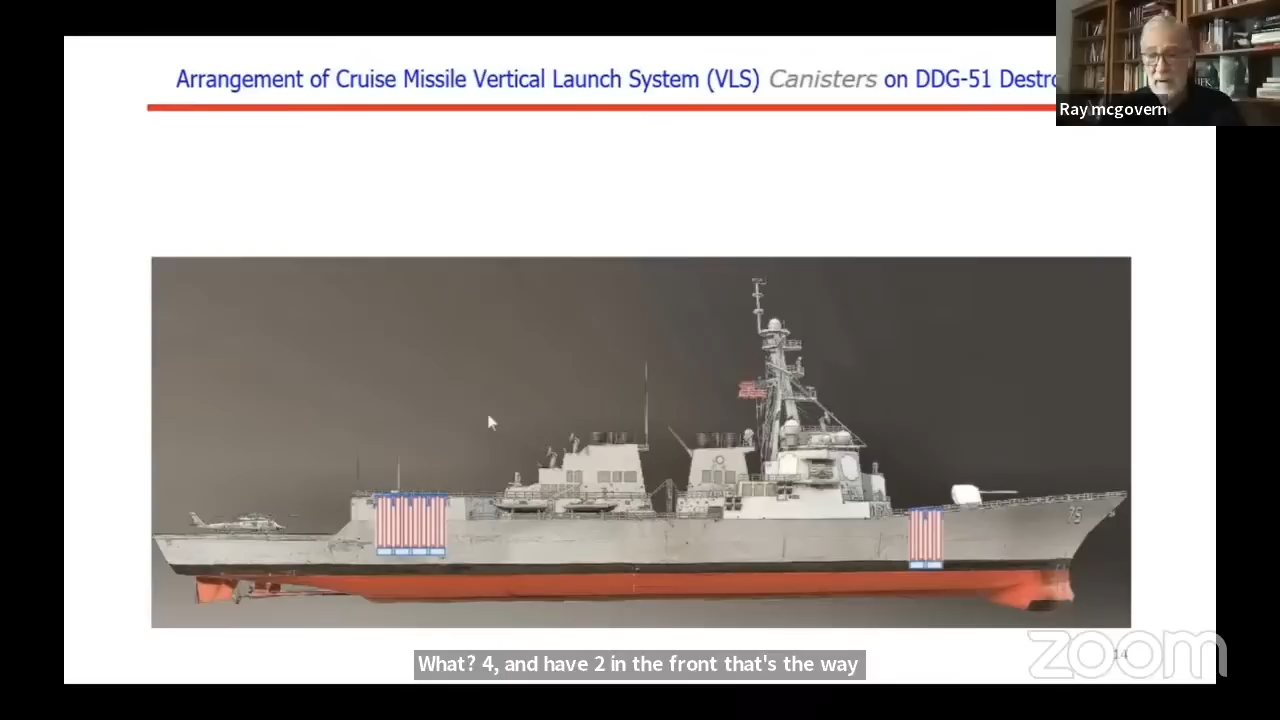 Arrangement of Cruise Missile Vertical Launch System (VLS) Canisters on DDG-51
Ray mcgovern
What? 4, and have 2 in the front that's the way
zoom
14